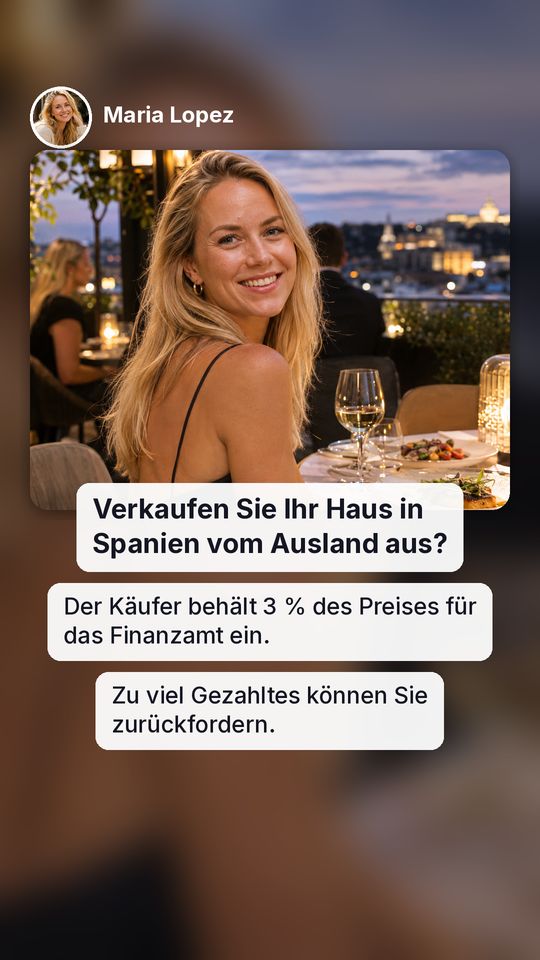 Maria Lopez
Verkaufen Sie Ihr Haus in
Spanien vom Ausland aus?
Der Käufer behält 3 % des Preises für
das Finanzamt ein.
Zu viel Gezahltes können Sie
zurückfordern.